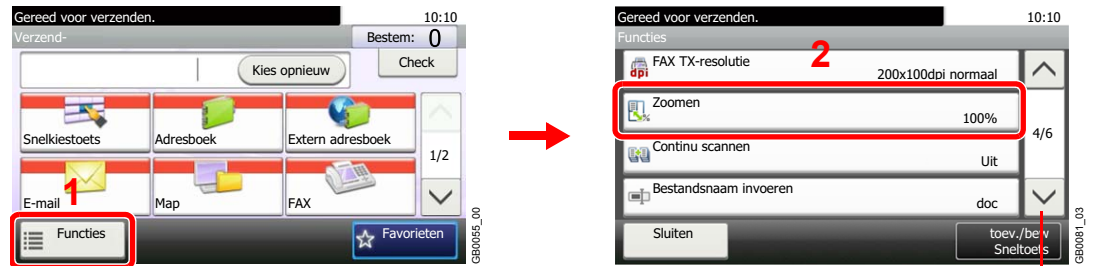 Gereed voor verzenden.
10:10
Verzend-
Bestem: 0
Kies opnieuw
Check
Snelkiestoets
Adresboek
Extern adresboek
1/2
E-mail
Map
FAX
1
Functies
Favorieten
GB0055_00
Gereed voor verzenden.
10:10
Functies
2
FAX TX-resolutie
200x100dpi normaal
Zoomen
100%
4/6
Continu scannen
Uit
Bestandsnaam invoeren
doc
Sluiten
toev./bew
Sneltoets
GB0081_03